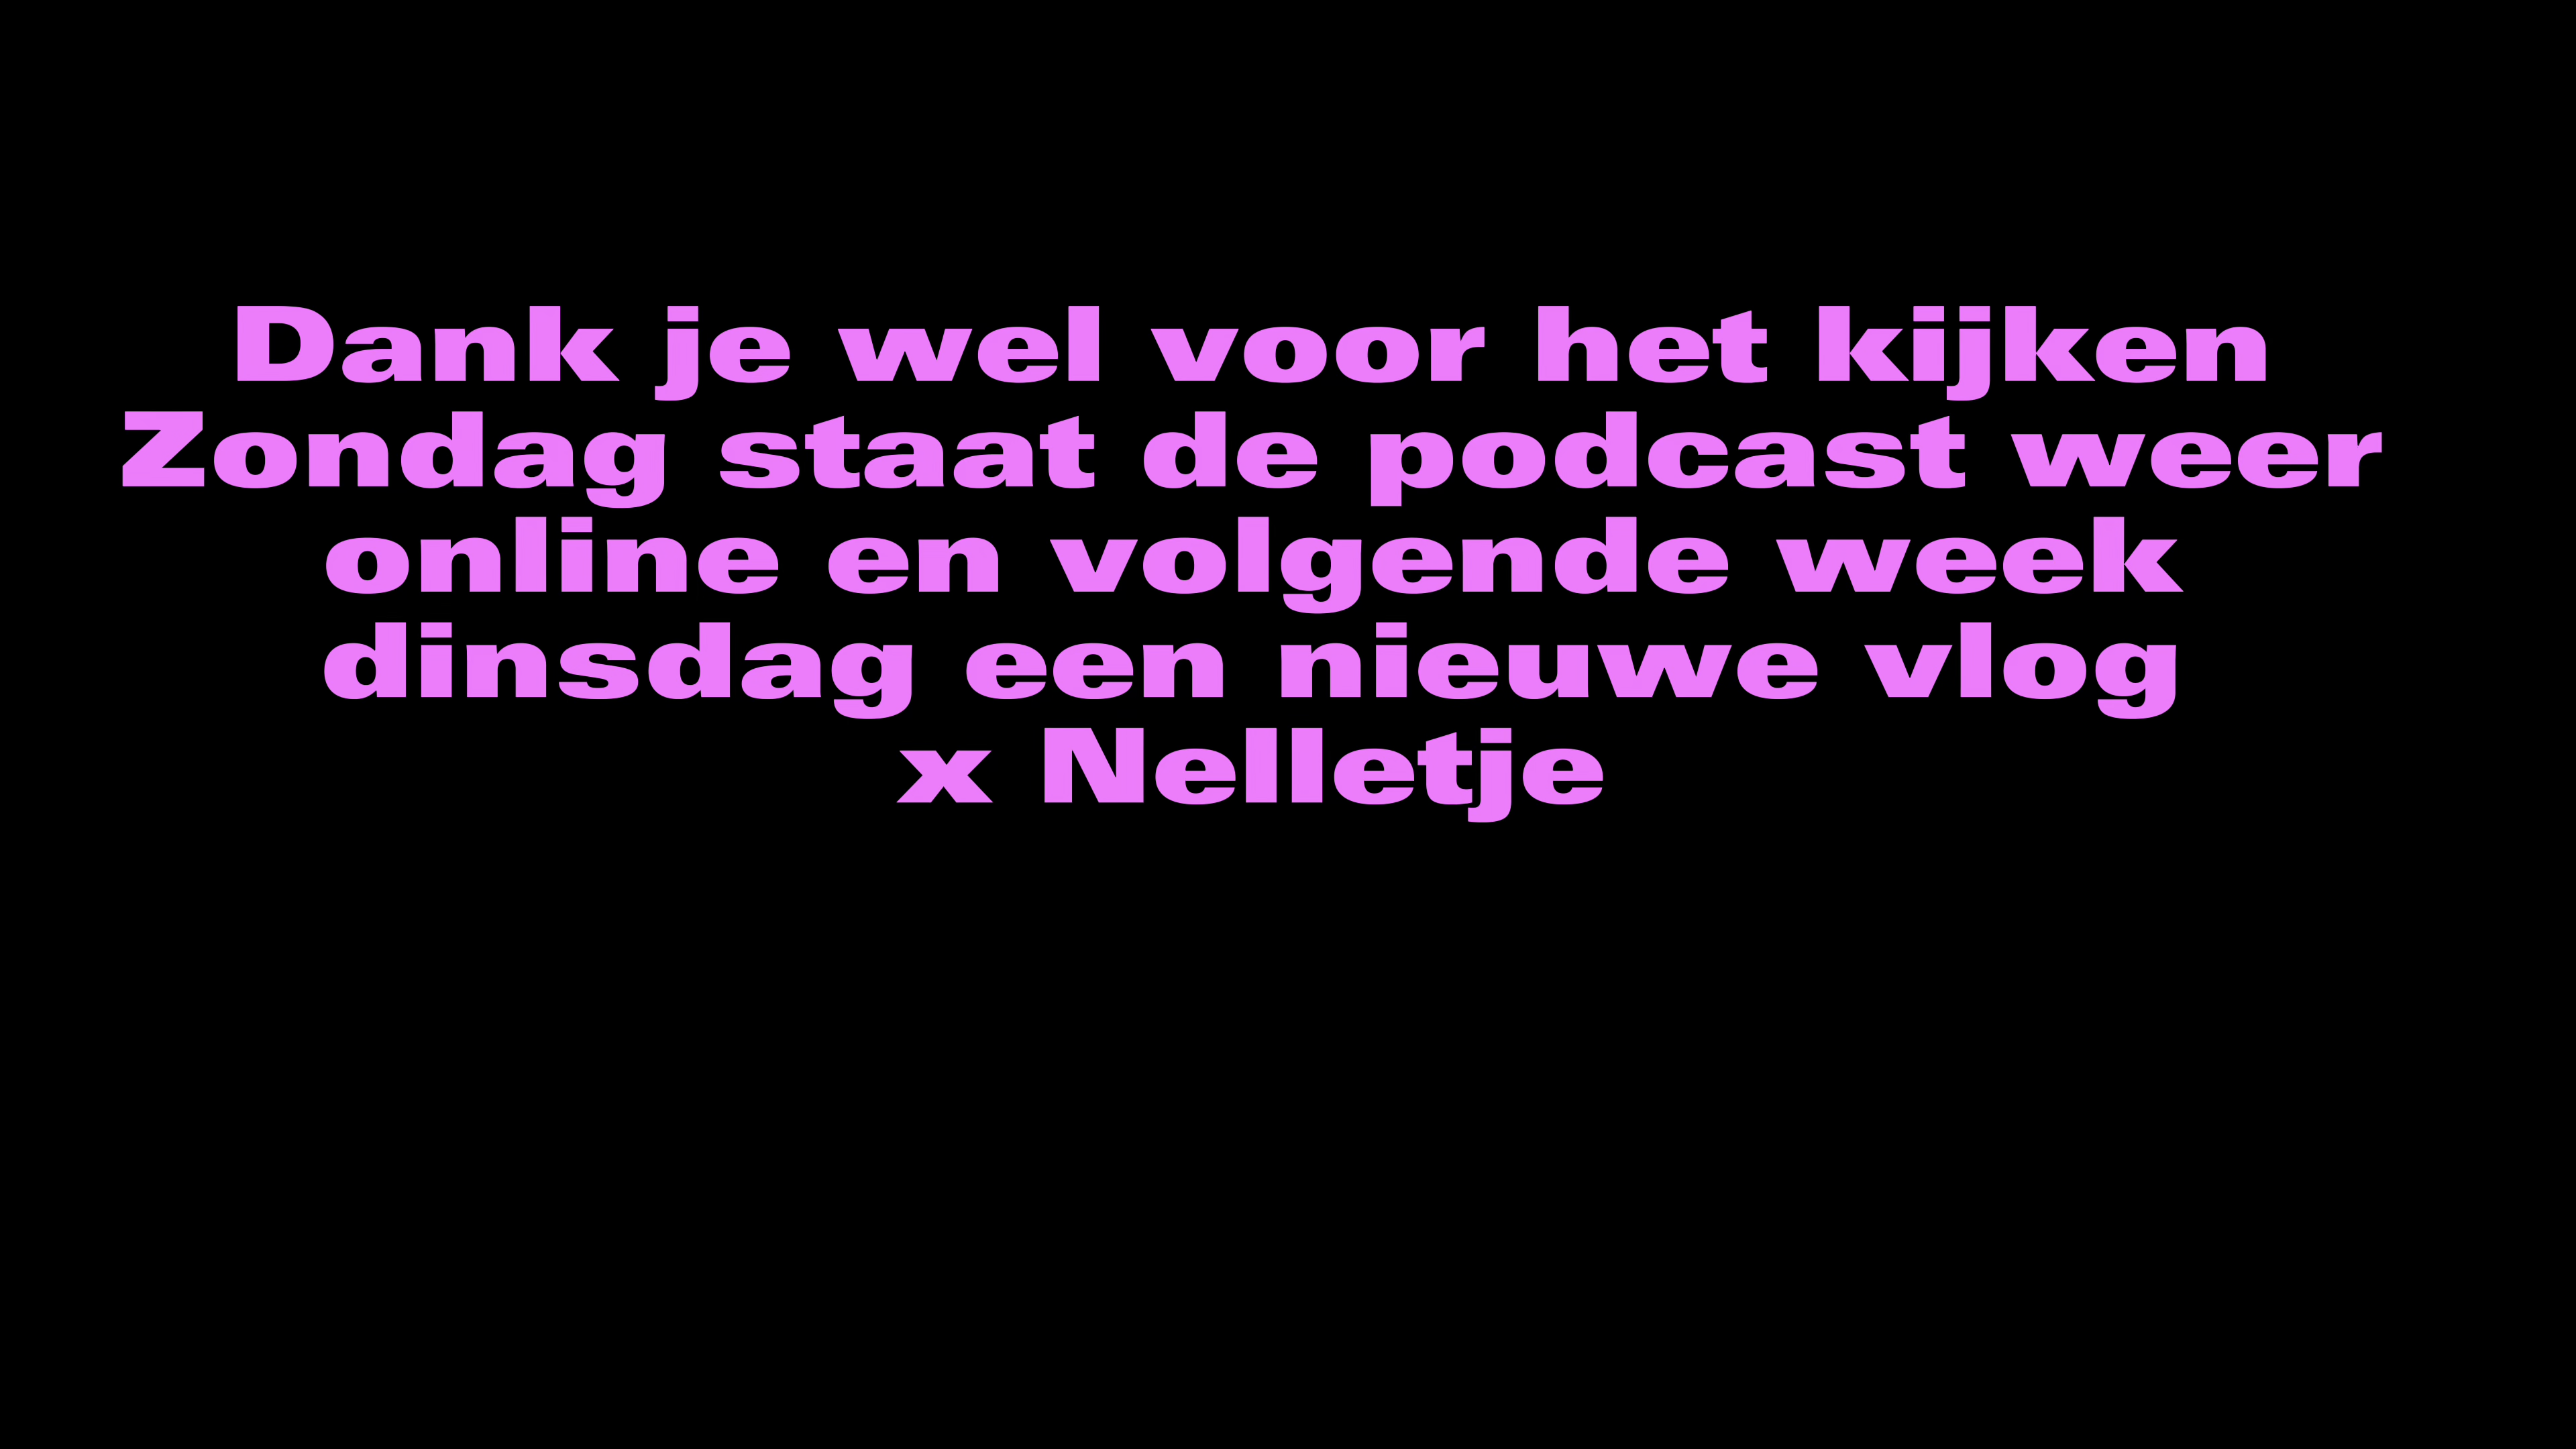 Dank je wel voor het kijken
Zondag staat de podcast weer
online en volgende week
dinsdag een nieuwe vlog
x Nelletje